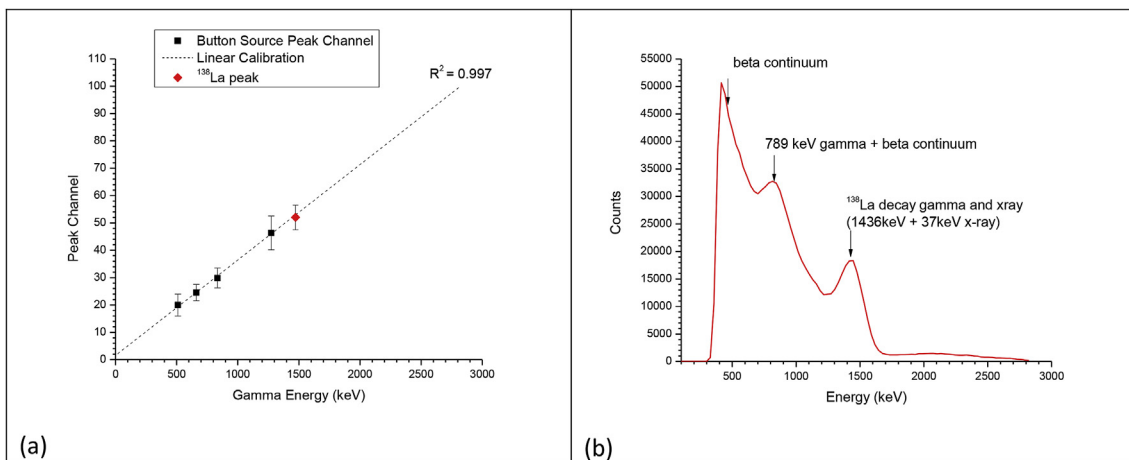 Button Source Peak Channel
Linear Calibration
¹³⁸La peak
R² = 0.997
110
100
90
80
70
60
50
40
30
20
10
0
Peak Channel
0 500 1000 1500 2000 2500 3000
Gamma Energy (keV)
(a)
beta continuum
789 keV gamma + beta continuum
¹³⁸La decay gamma and xray
(1436keV + 37keV x-ray)
55000
50000
45000
40000
35000
30000
25000
20000
15000
10000
5000
0
Counts
500 1000 1500 2000 2500 3000
Energy (keV)
(b)